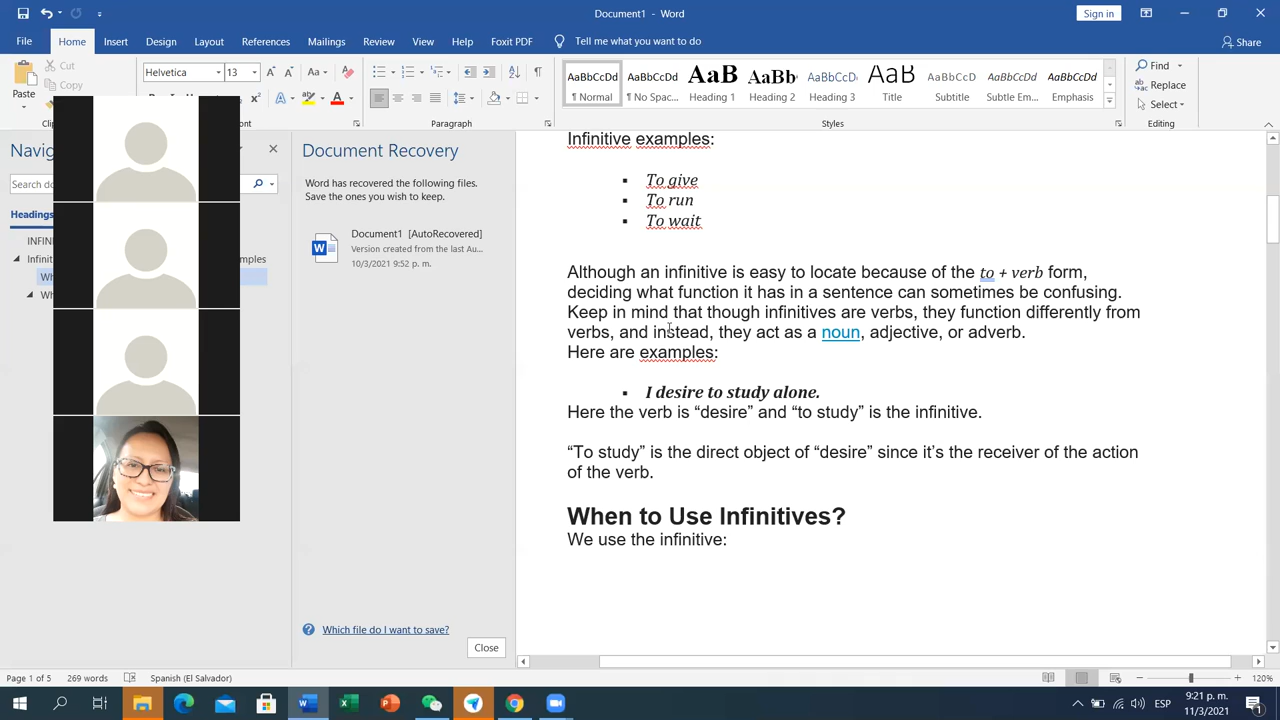 Document1 - Word
Sign in
File Home Insert Design Layout References Mailings Review View Help Foxit PDF Tell me what you want to do Share
Cut
Copy
Paste
Helvetica 13
Paragraph
AaBbCcDd AaBbCcDd AaB AaBb AaBbCcD AaB AaBbCcD AaBbCcDd AaBbCcDd
¶ Normal ¶ No Spac... Heading 1 Heading 2 Heading 3 Title Subtitle Subtle Em... Emphasis
Styles
Find
Replace
Select
Editing
Navi
Search do
Headings
INFIN
Infinit
amples
Wh
Wh
Document Recovery
Word has recovered the following files.
Save the ones you wish to keep.
Document1 [AutoRecovered]
Version created from the last Au...
10/3/2021 9:52 p. m.
Which file do I want to save?
Close
Infinitive examples:
▪ To give
▪ To run
▪ To wait
Although an infinitive is easy to locate because of the to + verb form,
deciding what function it has in a sentence can sometimes be confusing.
Keep in mind that though infinitives are verbs, they function differently from
verbs, and instead, they act as a noun, adjective, or adverb.
Here are examples:
▪ I desire to study alone.
Here the verb is “desire” and “to study” is the infinitive.
“To study” is the direct object of “desire” since it’s the receiver of the action
of the verb.
When to Use Infinitives?
We use the infinitive:
Page 1 of 5 269 words Spanish (El Salvador) 120%
ESP
9:21 p. m.
11/3/2021